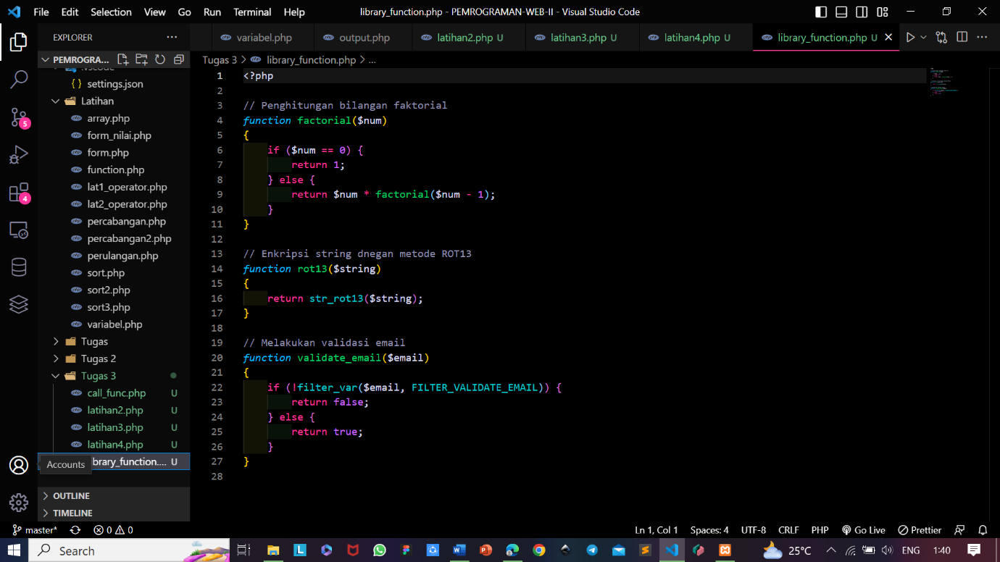 File Edit Selection View Go Run Terminal Help library_function.php - PEMROGRAMAN-WEB-II - Visual Studio Code
EXPLORER
variabel.php output.php latihan2.php U latihan3.php U latihan4.php U library_function.php U
PEMROGRA...
Tugas 3 > library_function.php > ...
.vscode
{ } settings.json
Latihan
array.php
form_nilai.php
form.php
function.php
lat1_operator.php
lat2_operator.php
percabangan.php
percabangan2.php
perulangan.php
sort.php
sort2.php
sort3.php
variabel.php
Tugas
Tugas 2
Tugas 3
call_func.php U
latihan2.php U
latihan3.php U
latihan4.php U
brary_function.... U
Accounts
OUTLINE
TIMELINE
5
4
1 <?php
2
3 // Penghitungan bilangan faktorial
4 function factorial($num)
5 {
6 if ($num == 0) {
7 return 1;
8 } else {
9 return $num * factorial($num - 1);
10 }
11 }
12
13 // Enkripsi string dnegan metode ROT13
14 function rot13($string)
15 {
16 return str_rot13($string);
17 }
18
19 // Melakukan validasi email
20 function validate_email($email)
21 {
22 if (!filter_var($email, FILTER_VALIDATE_EMAIL)) {
23 return false;
24 } else {
25 return true;
26 }
27 }
28
master* 0 0 Ln 1, Col 1 Spaces: 4 UTF-8 CRLF PHP Go Live Prettier
Search 25°C ENG 1:40